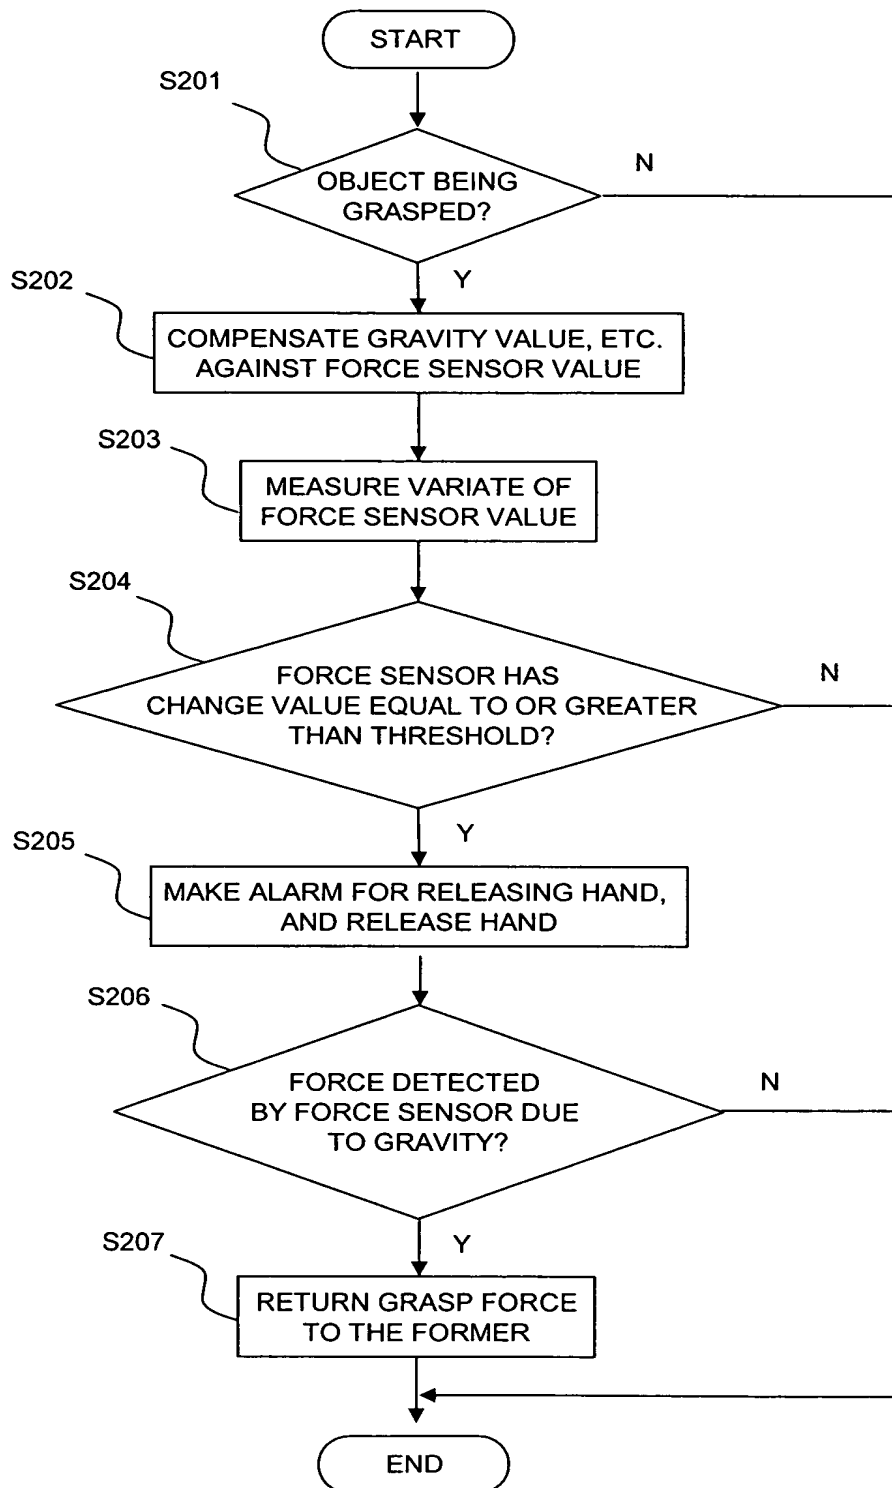 START
S201
N
OBJECT BEING
GRASPED?
Y
S202
COMPENSATE GRAVITY VALUE, ETC.
AGAINST FORCE SENSOR VALUE
S203
MEASURE VARIATE OF
FORCE SENSOR VALUE
S204
FORCE SENSOR HAS
N
CHANGE VALUE EQUAL TO OR GREATER
THAN THRESHOLD?
Y
S205
MAKE ALARM FOR RELEASING HAND,
AND RELEASE HAND
S206
FORCE DETECTED
N
BY FORCE SENSOR DUE
TO GRAVITY?
Y
S207
RETURN GRASP FORCE
TO THE FORMER
END